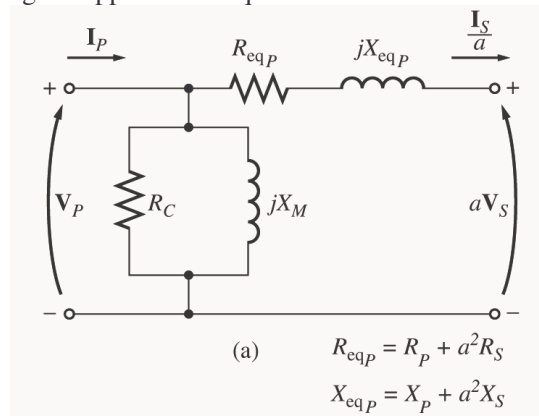 I_P
R_eqP
jX_eqP
I_S/a
+
+
V_P
R_C
jX_M
aV_S
−
−
(a)
R_eqP = R_P + a²R_S
X_eqP = X_P + a²X_S